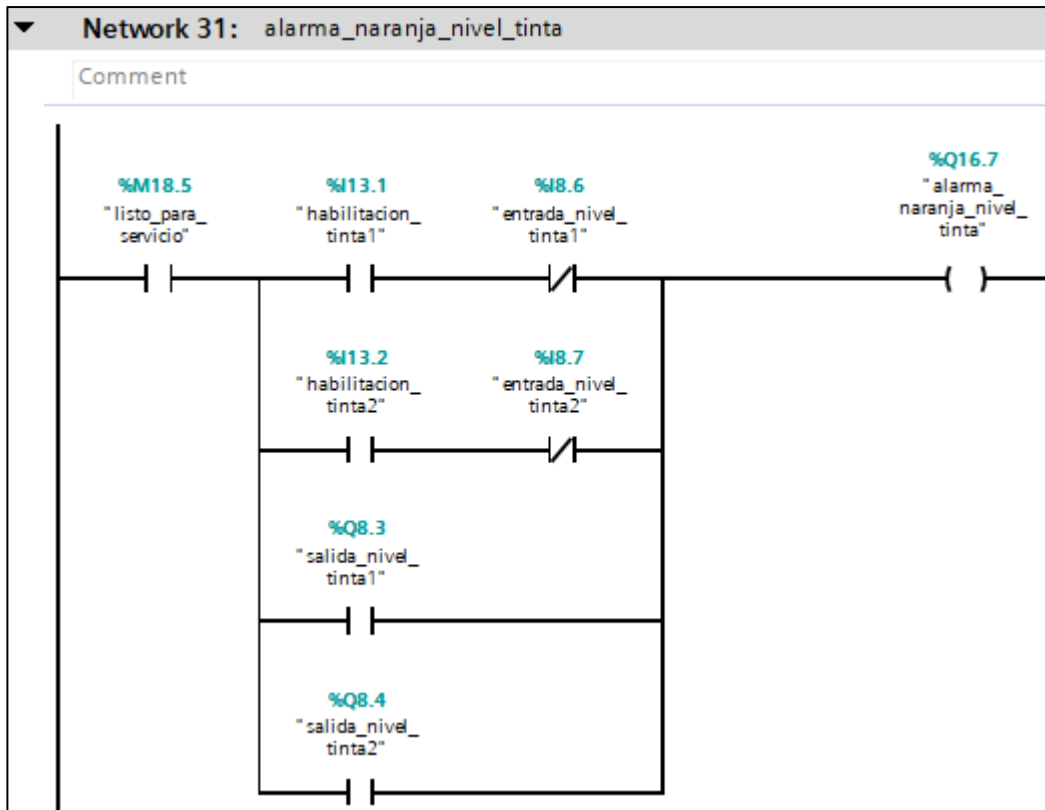 Network 31: alarma_naranja_nivel_tinta
Comment
%M18.5
"listo_para_
servicio"
%I13.1
"habilitacion_
tinta1"
%I8.6
"entrada_nivel_
tinta1"
%Q16.7
"alarma_
naranja_nivel_
tinta"
%I13.2
"habilitacion_
tinta2"
%I8.7
"entrada_nivel_
tinta2"
%Q8.3
"salida_nivel_
tinta1"
%Q8.4
"salida_nivel_
tinta2"